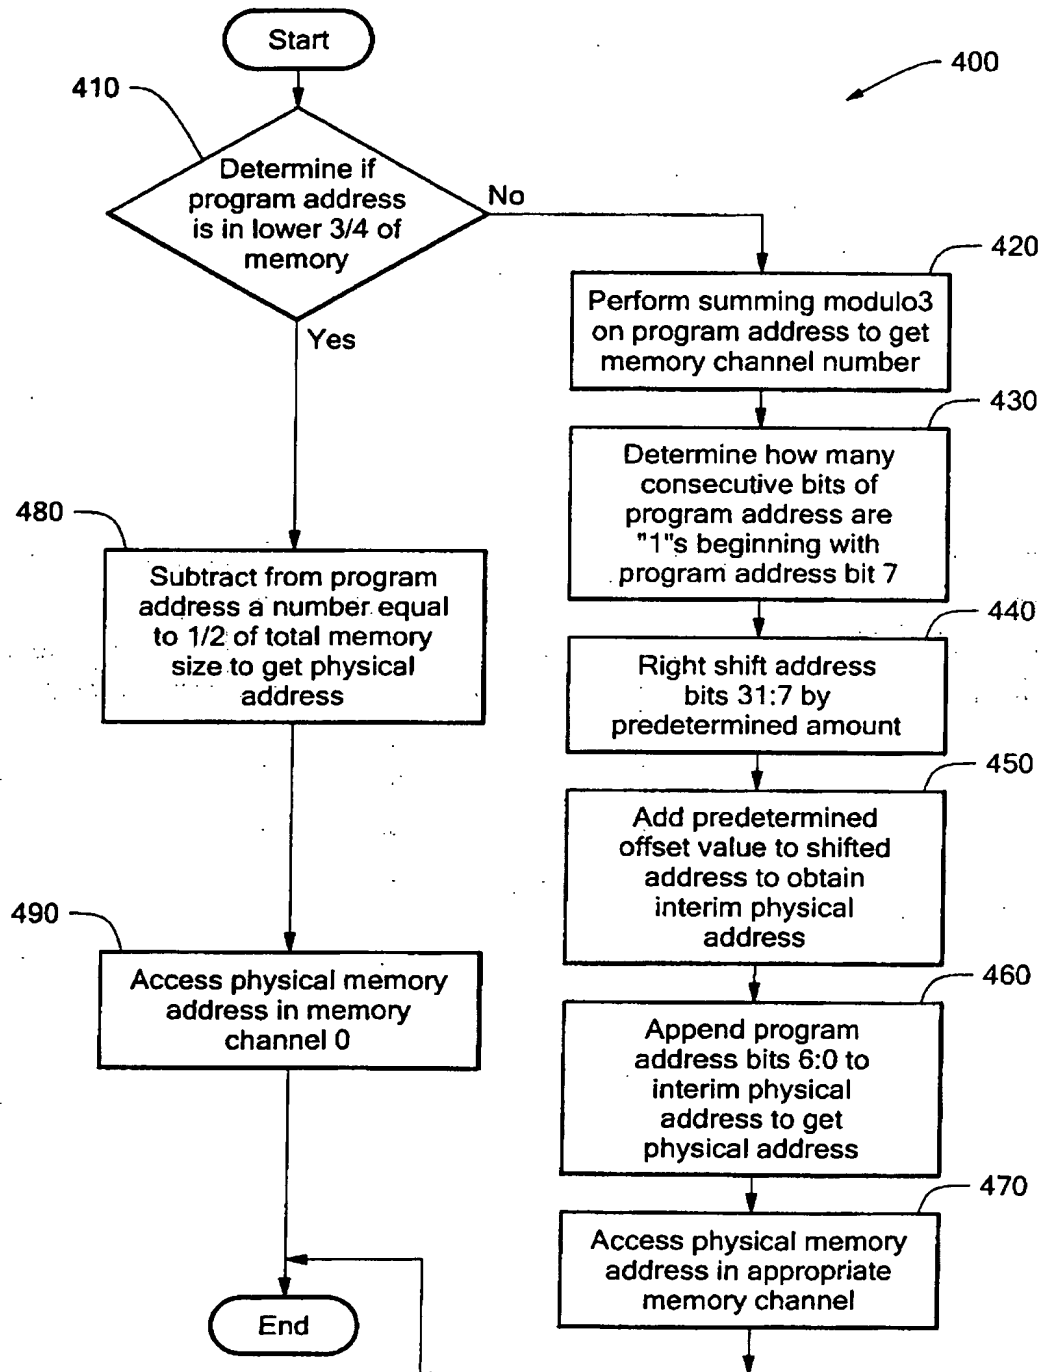 Start
400
410
Determine if
program address
is in lower 3/4 of
memory
No
Yes
420
Perform summing modulo3
on program address to get
memory channel number
430
Determine how many
consecutive bits of
program address are
"1"s beginning with
program address bit 7
480
Subtract from program
address a number equal
to 1/2 of total memory
size to get physical
address
440
Right shift address
bits 31:7 by
predetermined amount
450
Add predetermined
offset value to shifted
address to obtain
interim physical
address
490
Access physical memory
address in memory
channel 0
460
Append program
address bits 6:0 to
interim physical
address to get
physical address
470
Access physical memory
address in appropriate
memory channel
End